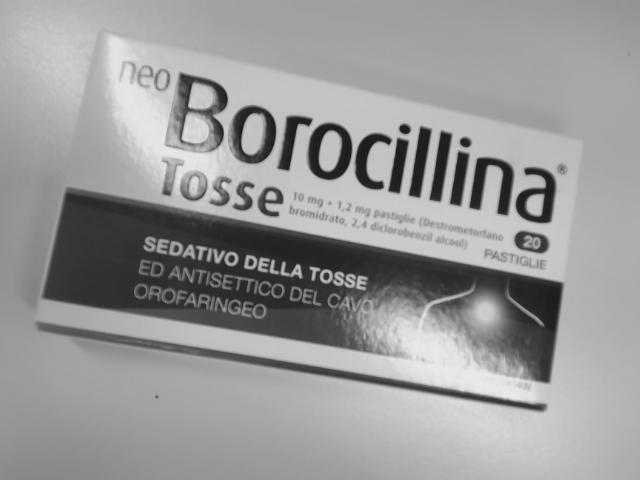 neo Borocillina®
Tosse
10 mg + 1,2 mg pastiglie (Destrometorfano
bromidrato, 2,4 diclorobenzil alcool)
20
PASTIGLIE
SEDATIVO DELLA TOSSE
ED ANTISETTICO DEL CAVO
OROFARINGEO